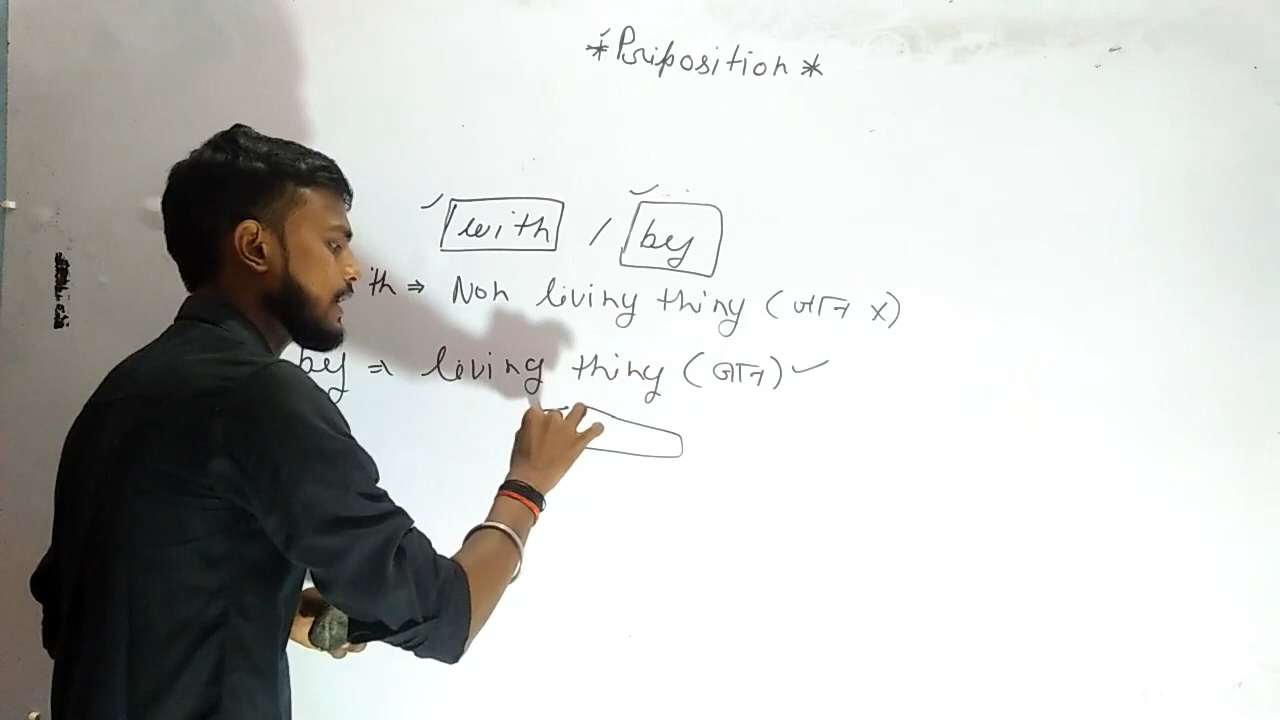 *Priposition*
with / by
th ⇒ Non living thing (जान x)
by ⇒ living thing (जान) ✓